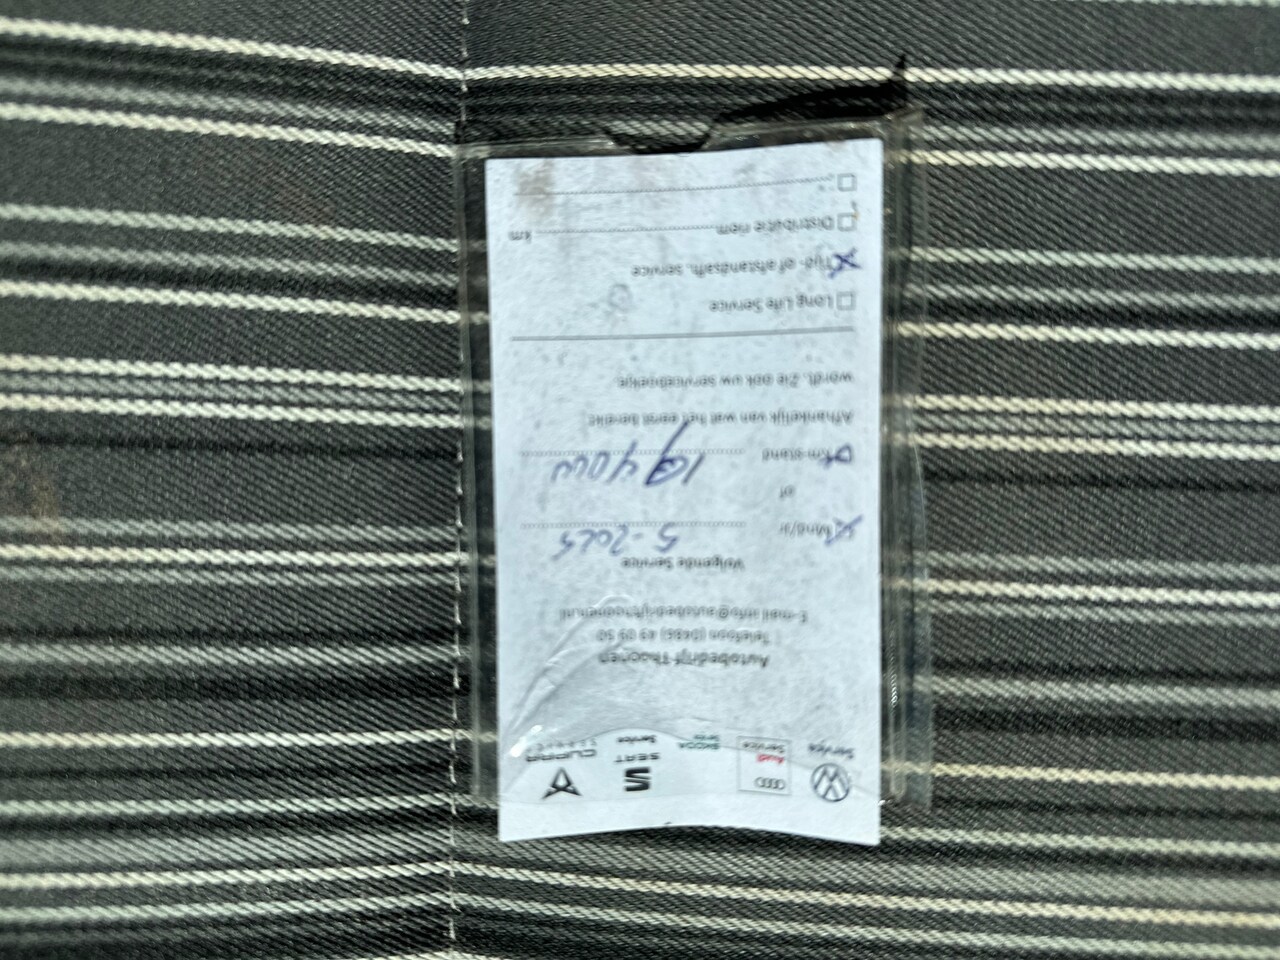 Service
Audi
Service
ŠKODA
Service
SEAT
Service
CUPRA
SERVICE
Autobedrijf Thoonen
Telefoon (0486) 49 09 50
E-mail info@autobedrijfthoonen.nl
Volgende Service
Mnd/jr 5-2025
of
Km-stand
Afhankelijk van wat het eerst bereikt
wordt. Zie ook uw serviceboekje
Long Life Service
Tijd- of afstandsafh. service
Distributie riem km